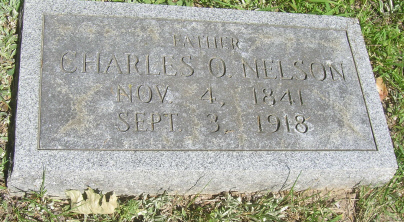 FATHER
CHARLES O. NELSON
NOV. 4, 1841
SEPT. 3, 1918